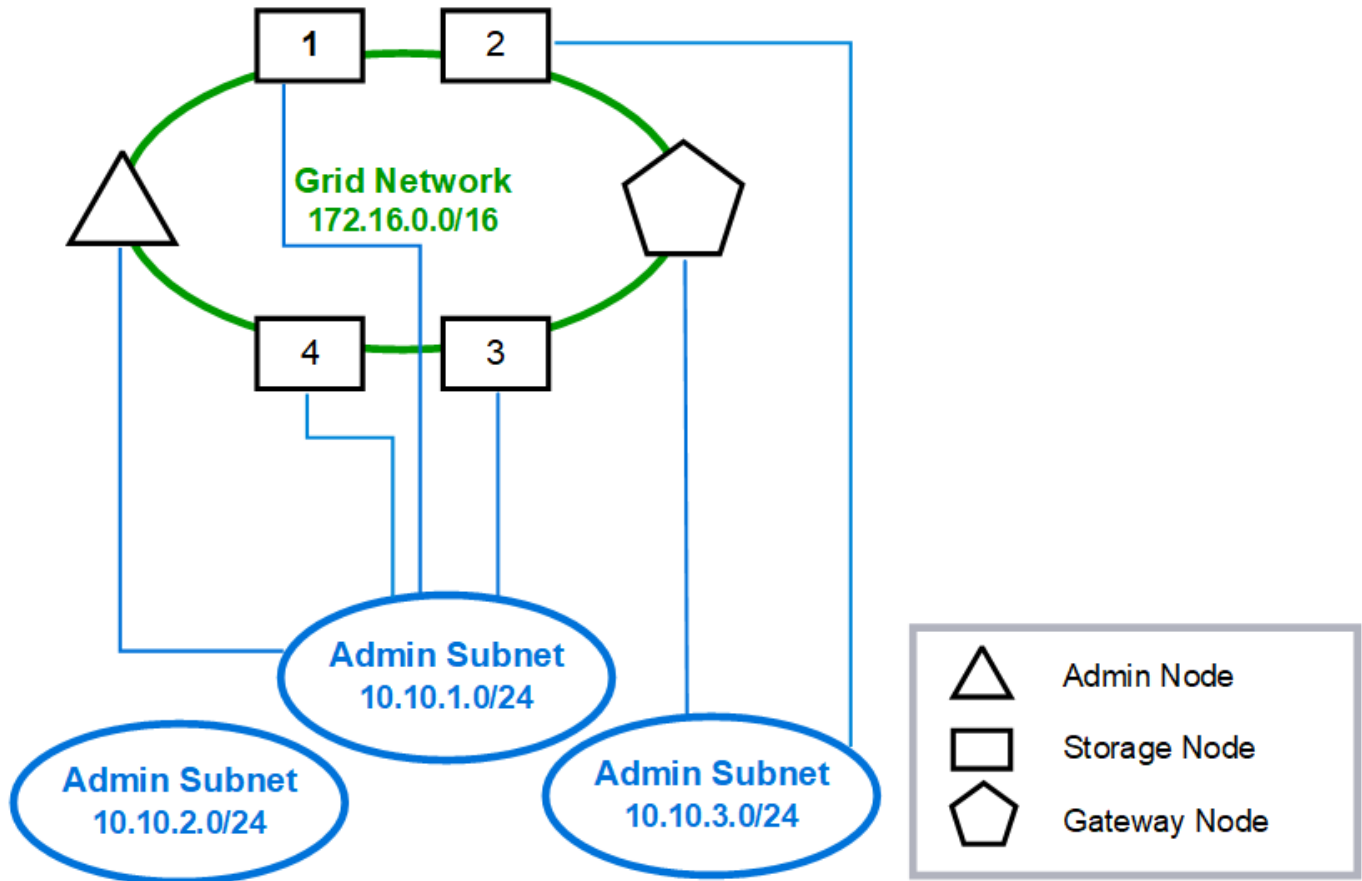 1
2
Grid Network
172.16.0.0/16
4
3
Admin Subnet
10.10.1.0/24
Admin Subnet
10.10.2.0/24
Admin Subnet
10.10.3.0/24
Admin Node
Storage Node
Gateway Node